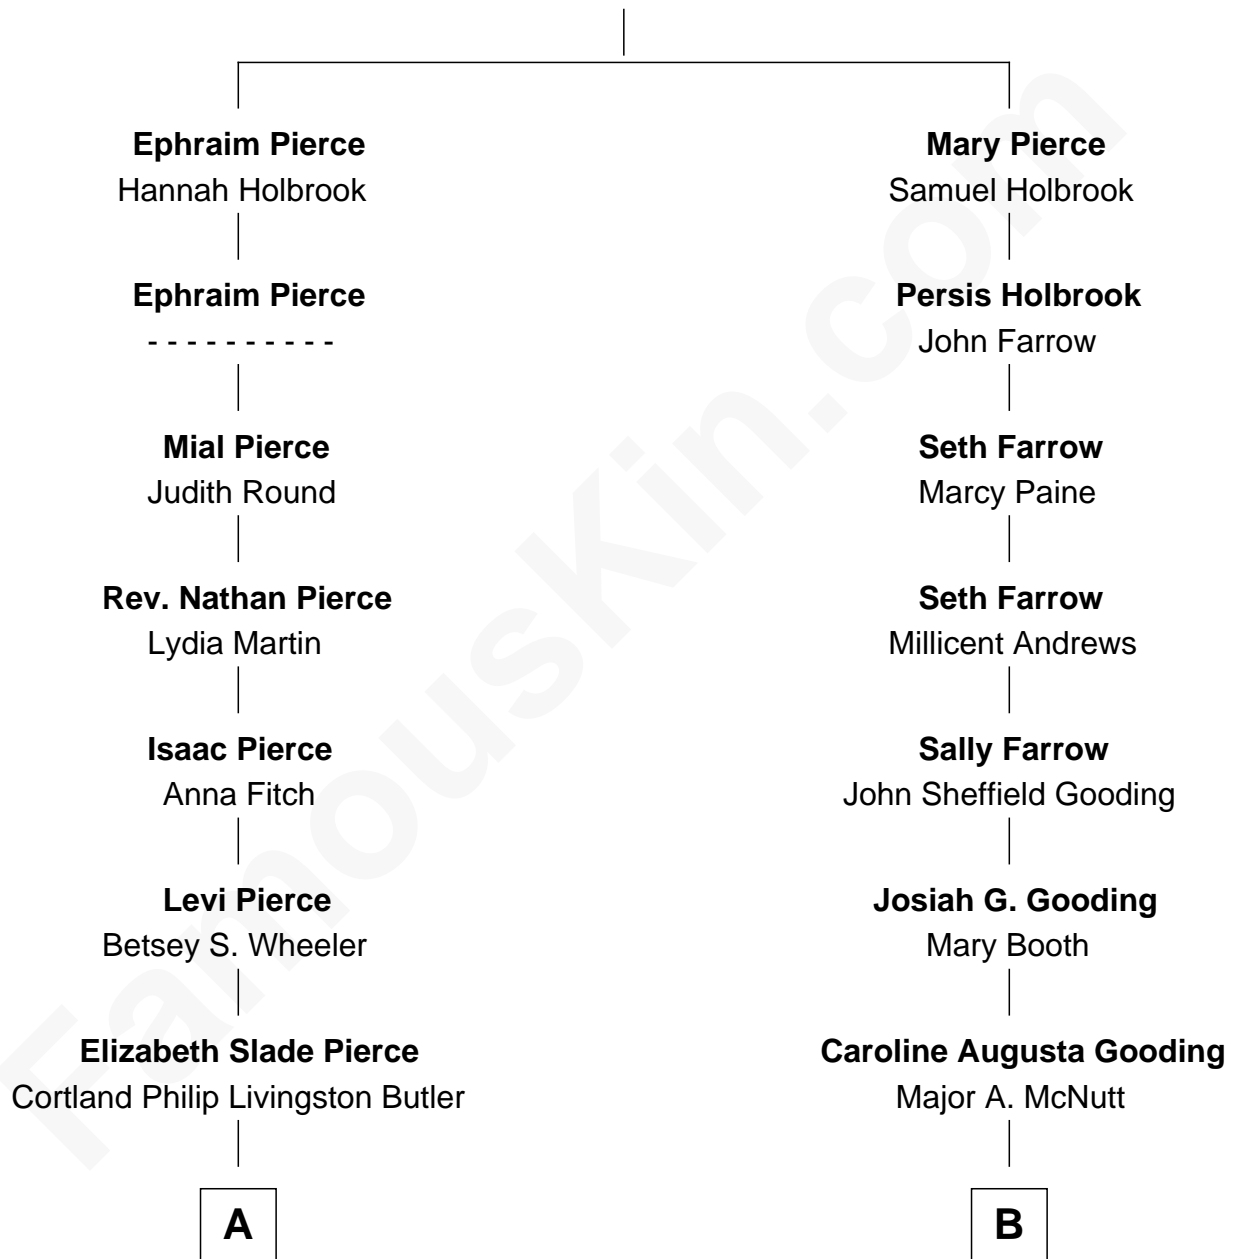 Ephraim Pierce
Hannah Holbrook
Ephraim Pierce
- - - - - - - - - -
Mial Pierce
Judith Round
Rev. Nathan Pierce
Lydia Martin
Isaac Pierce
Anna Fitch
Levi Pierce
Betsey S. Wheeler
Elizabeth Slade Pierce
Cortland Philip Livingston Butler
A
Mary Pierce
Samuel Holbrook
Persis Holbrook
John Farrow
Seth Farrow
Marcy Paine
Seth Farrow
Millicent Andrews
Sally Farrow
John Sheffield Gooding
Josiah G. Gooding
Mary Booth
Caroline Augusta Gooding
Major A. McNutt
B
FamousKin.com